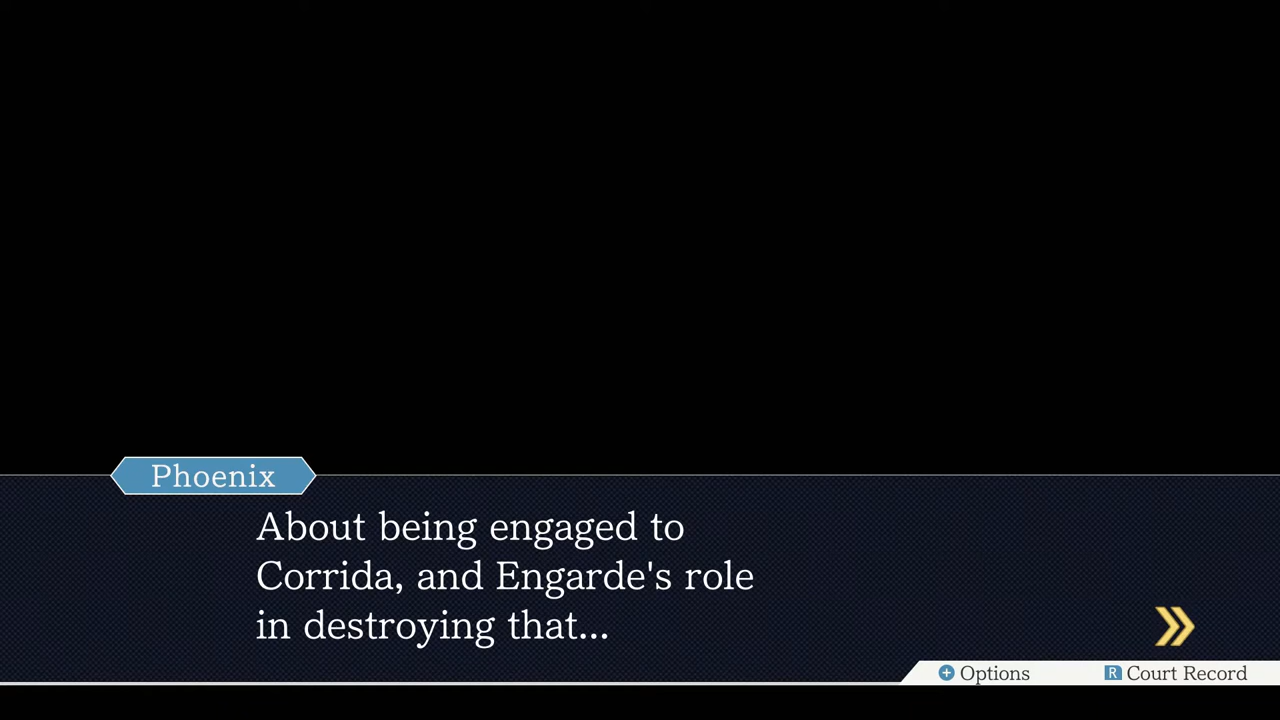 Phoenix
About being engaged to
Corrida, and Engarde's role
in destroying that...
+ Options
R Court Record